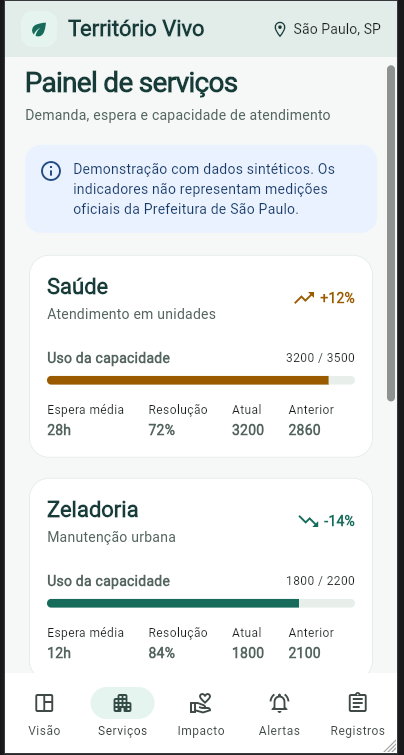 Território Vivo
São Paulo, SP
Painel de serviços
Demanda, espera e capacidade de atendimento
Demonstração com dados sintéticos. Os
indicadores não representam medições
oficiais da Prefeitura de São Paulo.
Saúde
+12%
Atendimento em unidades
Uso da capacidade 3200 / 3500
Espera média Resolução Atual Anterior
28h 72% 3200 2860
Zeladoria
-14%
Manutenção urbana
Uso da capacidade 1800 / 2200
Espera média Resolução Atual Anterior
12h 84% 1800 2100
Visão Serviços Impacto Alertas Registros